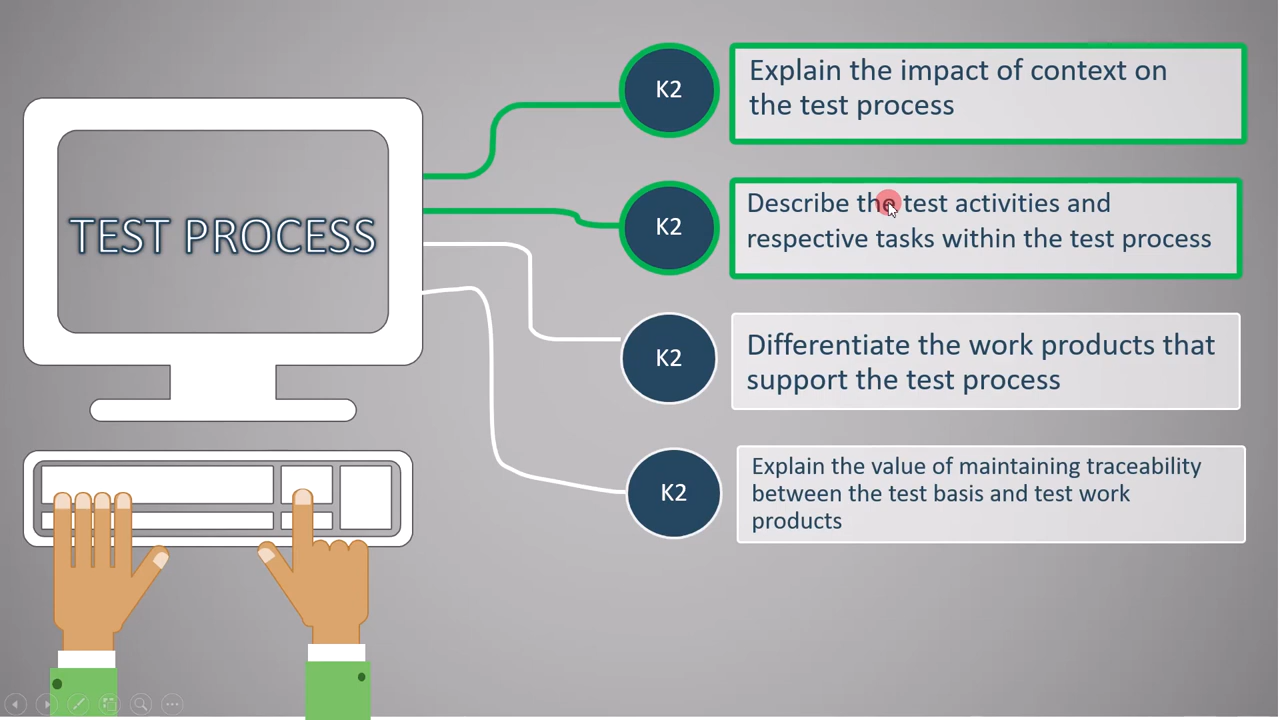 TEST PROCESS
K2
Explain the impact of context on
the test process
K2
Describe the test activities and
respective tasks within the test process
K2
Differentiate the work products that
support the test process
K2
Explain the value of maintaining traceability
between the test basis and test work
products